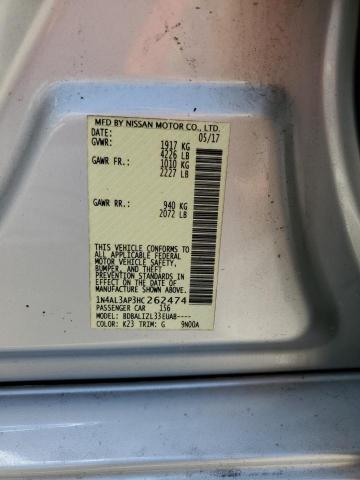 MFD BY NISSAN MOTOR CO., LTD.
DATE: 05/17
GVWR: 1917 KG
4226 LB
GAWR FR.: 1010 KG
2227 LB
GAWR RR.: 940 KG
2072 LB
THIS VEHICLE CONFORMS TO
ALL APPLICABLE FEDERAL
MOTOR VEHICLE SAFETY,
BUMPER, AND THEFT
PREVENTION STANDARDS
IN EFFECT ON THE DATE OF
MANUFACTURE SHOWN ABOVE.
1N4AL3AP3HC262474
PASSENGER CAR 156
MODEL: BDBALIZL33EUA8----
COLOR: K23 TRIM: G 9N00A